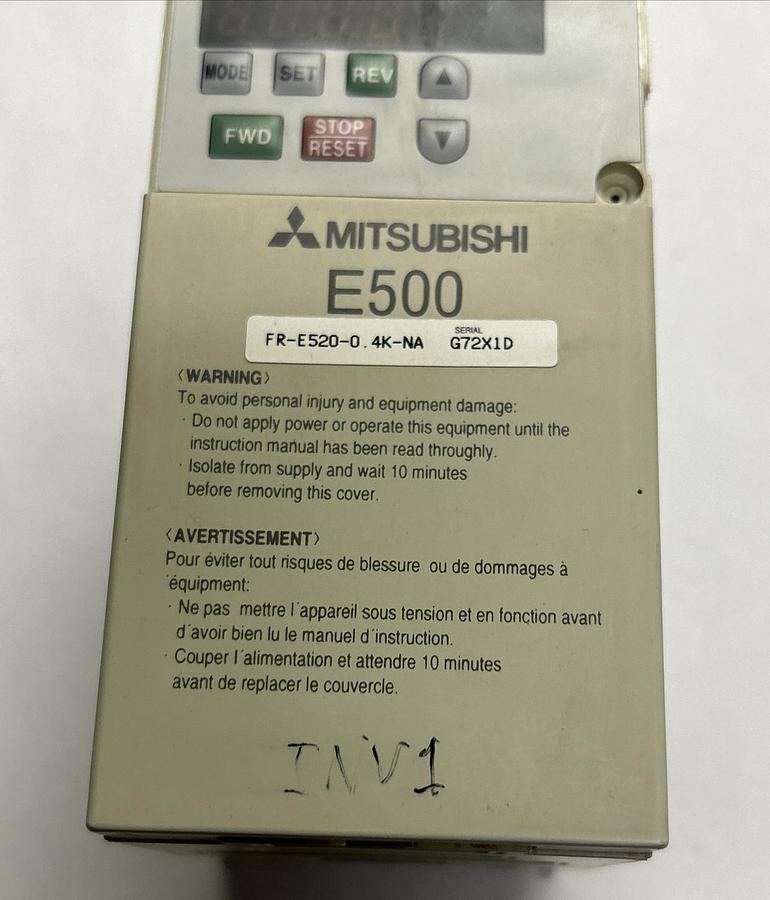 MODE SET REV
FWD STOP
RESET
MITSUBISHI
E500
SERIAL
FR-E520-0.4K-NA G72X1D
〈WARNING〉
To avoid personal injury and equipment damage:
· Do not apply power or operate this equipment until the
instruction manual has been read throughly.
· Isolate from supply and wait 10 minutes
before removing this cover.
〈AVERTISSEMENT〉
Pour éviter tout risques de blessure ou de dommages à
´équipment:
· Ne pas mettre l´appareil sous tension et en fonction avant
d´avoir bien lu le manuel d´instruction.
· Couper l´alimentation et attendre 10 minutes
avant de replacer le couvercle.
INV1